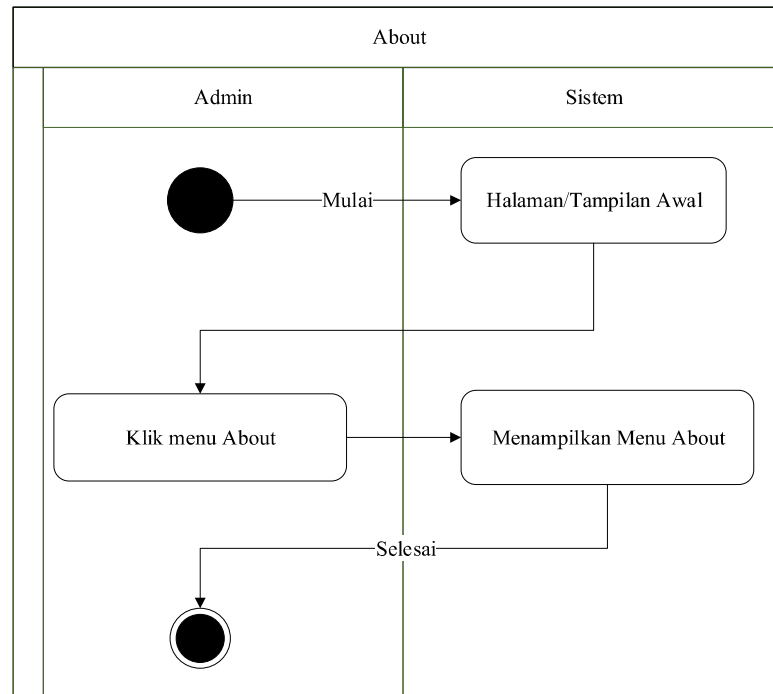 About
Admin
Sistem
Mulai
Halaman/Tampilan Awal
Klik menu About
Menampilkan Menu About
Selesai